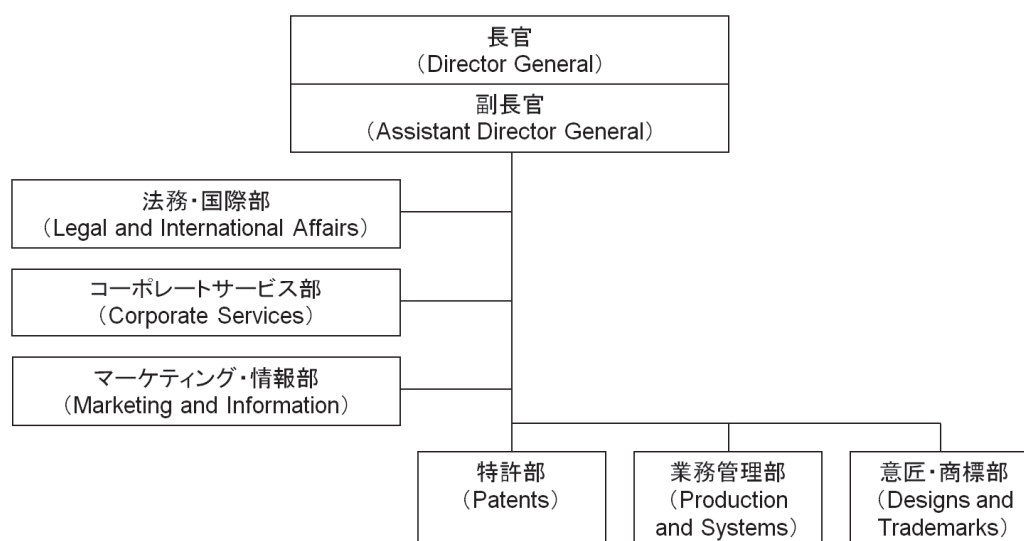 長官
（Director General）
副長官
（Assistant Director General）
法務・国際部
（Legal and International Affairs）
コーポレートサービス部
（Corporate Services）
マーケティング・情報部
（Marketing and Information）
特許部
（Patents）
業務管理部
（Production
and Systems）
意匠・商標部
（Designs and
Trademarks）